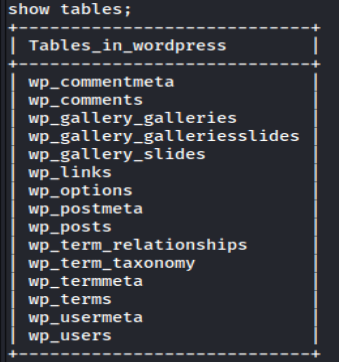 show tables;
+-----------------------------+
| Tables_in_wordpress         |
+-----------------------------+
| wp_commentmeta              |
| wp_comments                 |
| wp_gallery_galleries        |
| wp_gallery_galleriesslides  |
| wp_gallery_slides           |
| wp_links                    |
| wp_options                  |
| wp_postmeta                 |
| wp_posts                    |
| wp_term_relationships       |
| wp_term_taxonomy            |
| wp_termmeta                 |
| wp_terms                    |
| wp_usermeta                 |
| wp_users                    |
+-----------------------------+